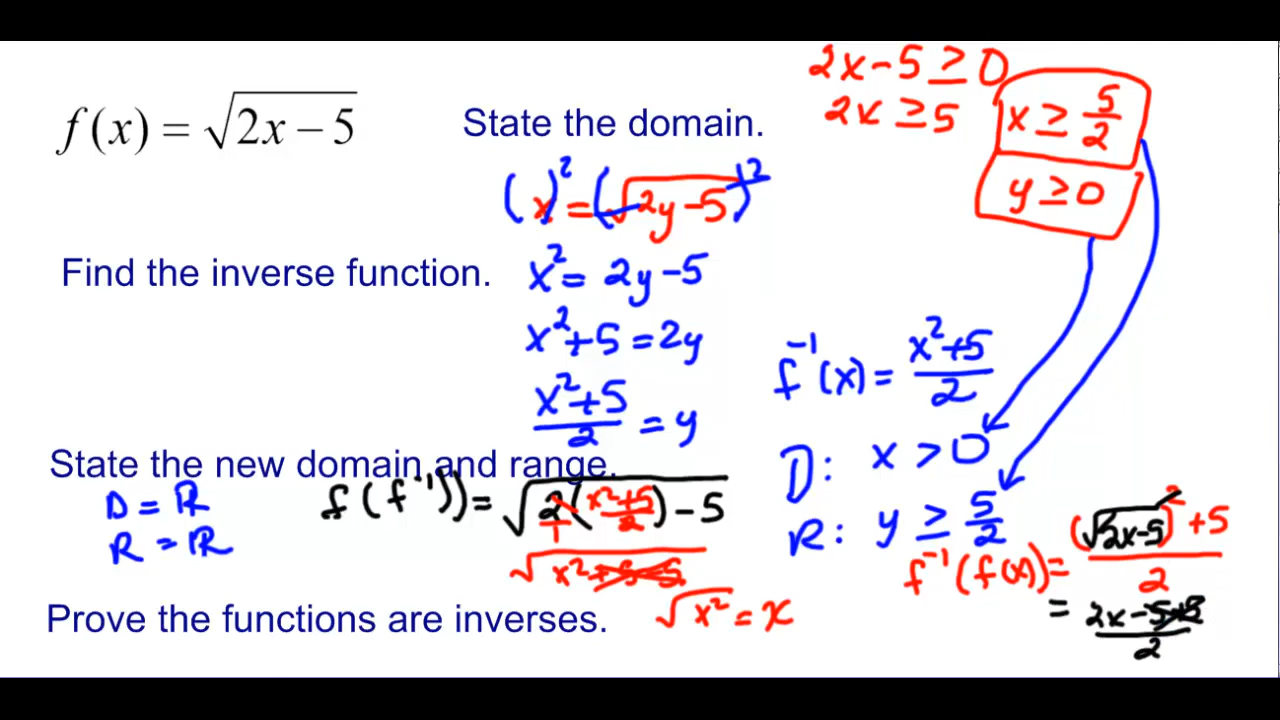 f(x) = √(2x − 5)
State the domain.
2x − 5 ≥ 0
2x ≥ 5
x ≥ 5/2
y ≥ 0
(x)² = (√(2y − 5))²
Find the inverse function.
x² = 2y − 5
x² + 5 = 2y
(x² + 5)/2 = y
f⁻¹(x) = (x² + 5)/2
State the new domain and range.
D = ℝ
R = ℝ
D: x > 0
R: y ≥ 5/2
f(f⁻¹)) = √(2((x² + 5)/2) − 5)
1
√(x² + 5 − 5)
√x² = x
f⁻¹(f(x)) = ((√(2x − 5))² + 5)/2
= (2x − 5 + 5)/2
Prove the functions are inverses.